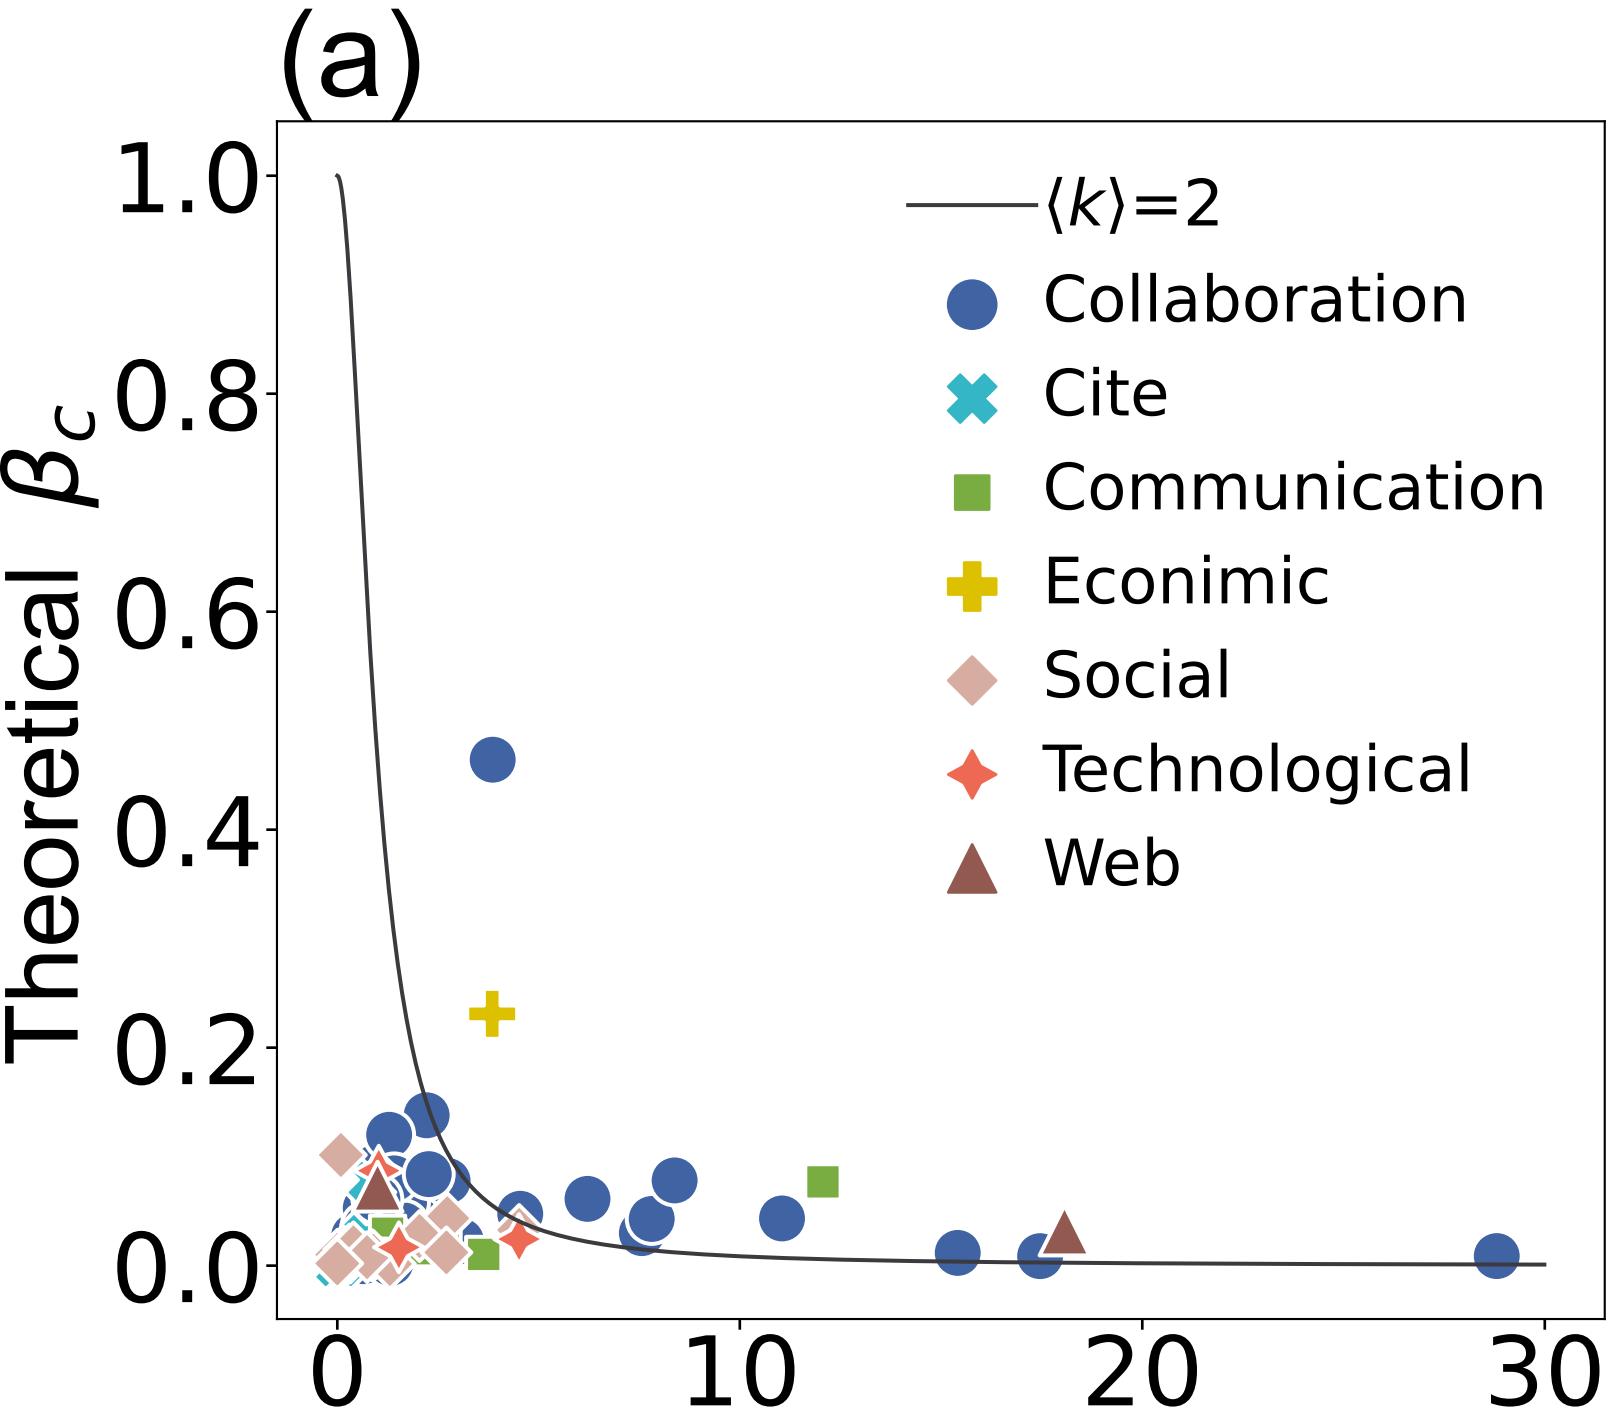 (a)
Theoretical βc
1.0
0.8
0.6
0.4
0.2
0.0
0
10
20
30
⟨k⟩=2
Collaboration
Cite
Communication
Econimic
Social
Technological
Web